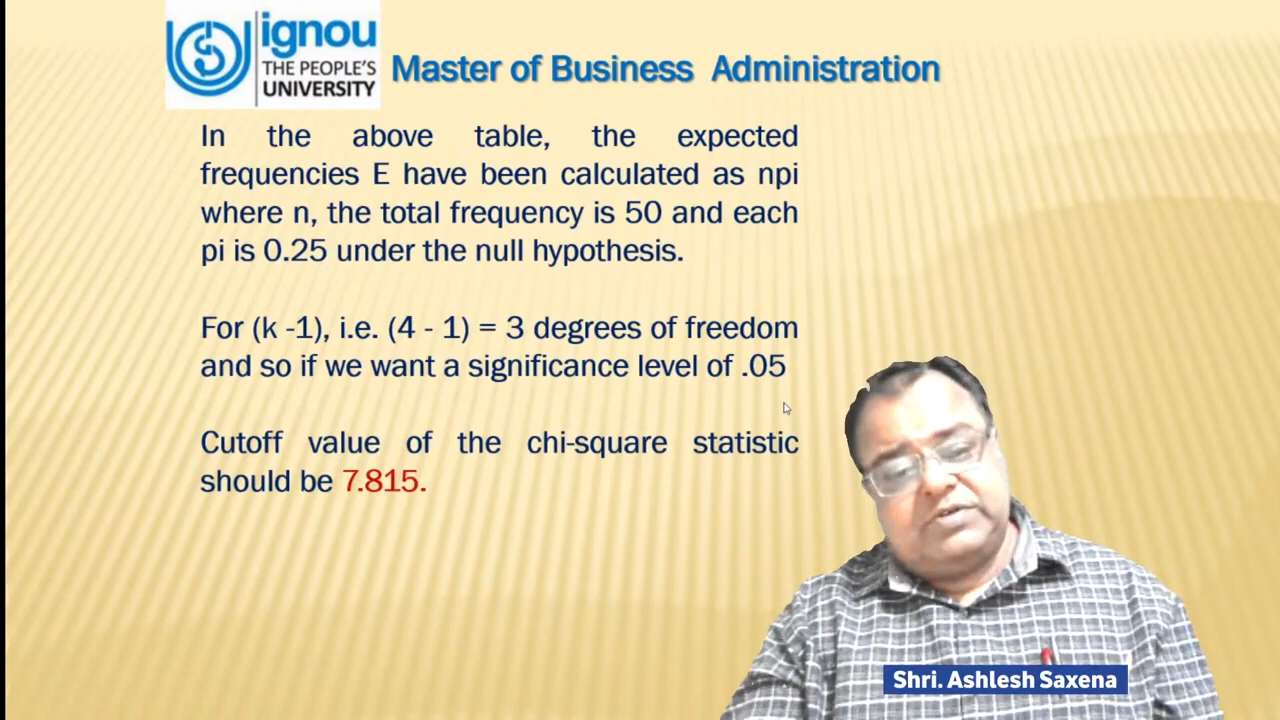 ignou
THE PEOPLE'S
UNIVERSITY
Master of Business Administration
In the above table, the expected
frequencies E have been calculated as npi
where n, the total frequency is 50 and each
pi is 0.25 under the null hypothesis.
For (k -1), i.e. (4 - 1) = 3 degrees of freedom
and so if we want a significance level of .05
Cutoff value of the chi-square statistic
should be 7.815.
Shri. Ashlesh Saxena